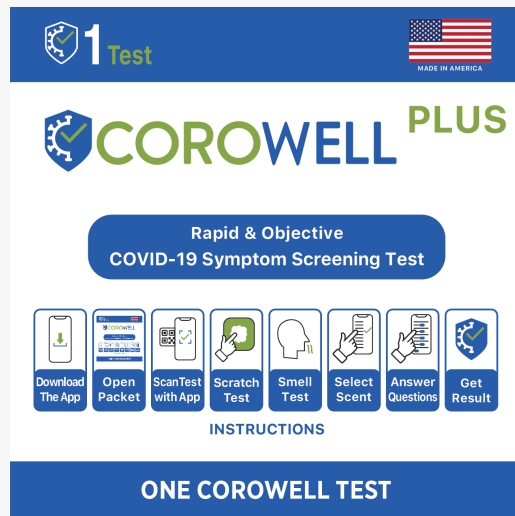 1 Test
MADE IN AMERICA
COROWELL PLUS
Rapid & Objective
COVID-19 Symptom Screening Test
Download
The App
Open
Packet
ScanTest
with App
Scratch
Test
Smell
Test
Select
Scent
Answer
Questions
Get
Result
INSTRUCTIONS
ONE COROWELL TEST